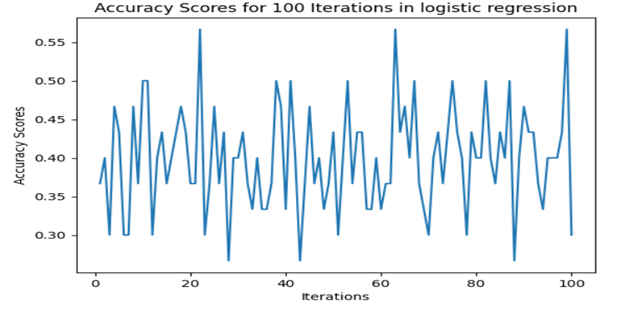 Accuracy Scores for 100 Iterations in logistic regression
Accuracy Scores
0.55
0.50
0.45
0.40
0.35
0.30
0 20 40 60 80 100
Iterations